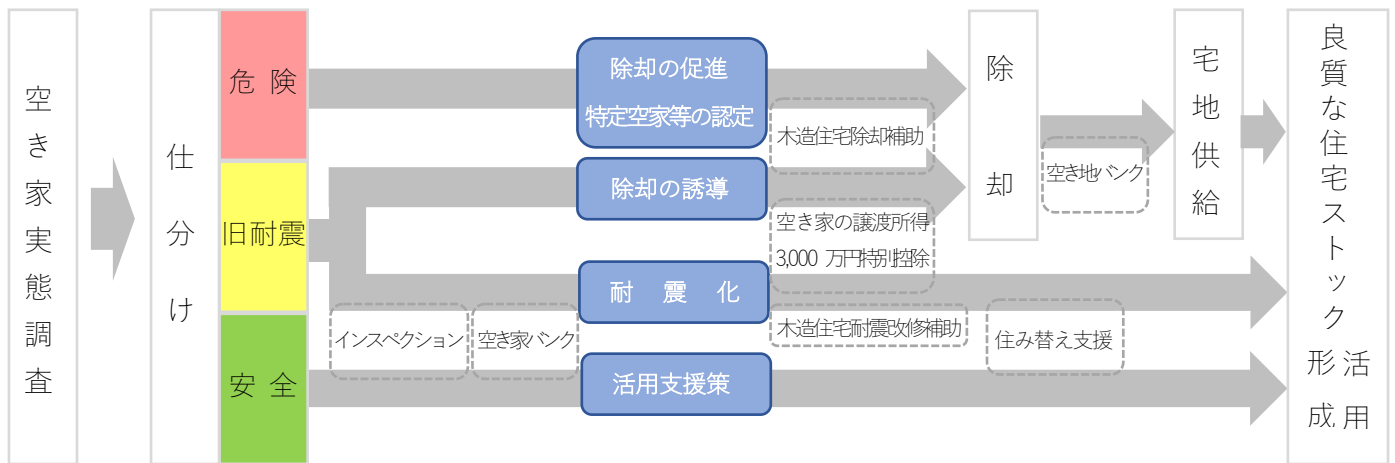 空き家実態調査
仕分け
危 険
旧耐震
安 全
除却の促進
特定空家等の認定
除却の誘導
耐 震 化
活用支援策
インスペクション
空き家バンク
木造住宅除却補助
空き家の譲渡所得
3,000 万円特別控除
木造住宅耐震改修補助
住み替え支援
除却
空き地バンク
宅地供給
良質な住宅ストック
活用
形成